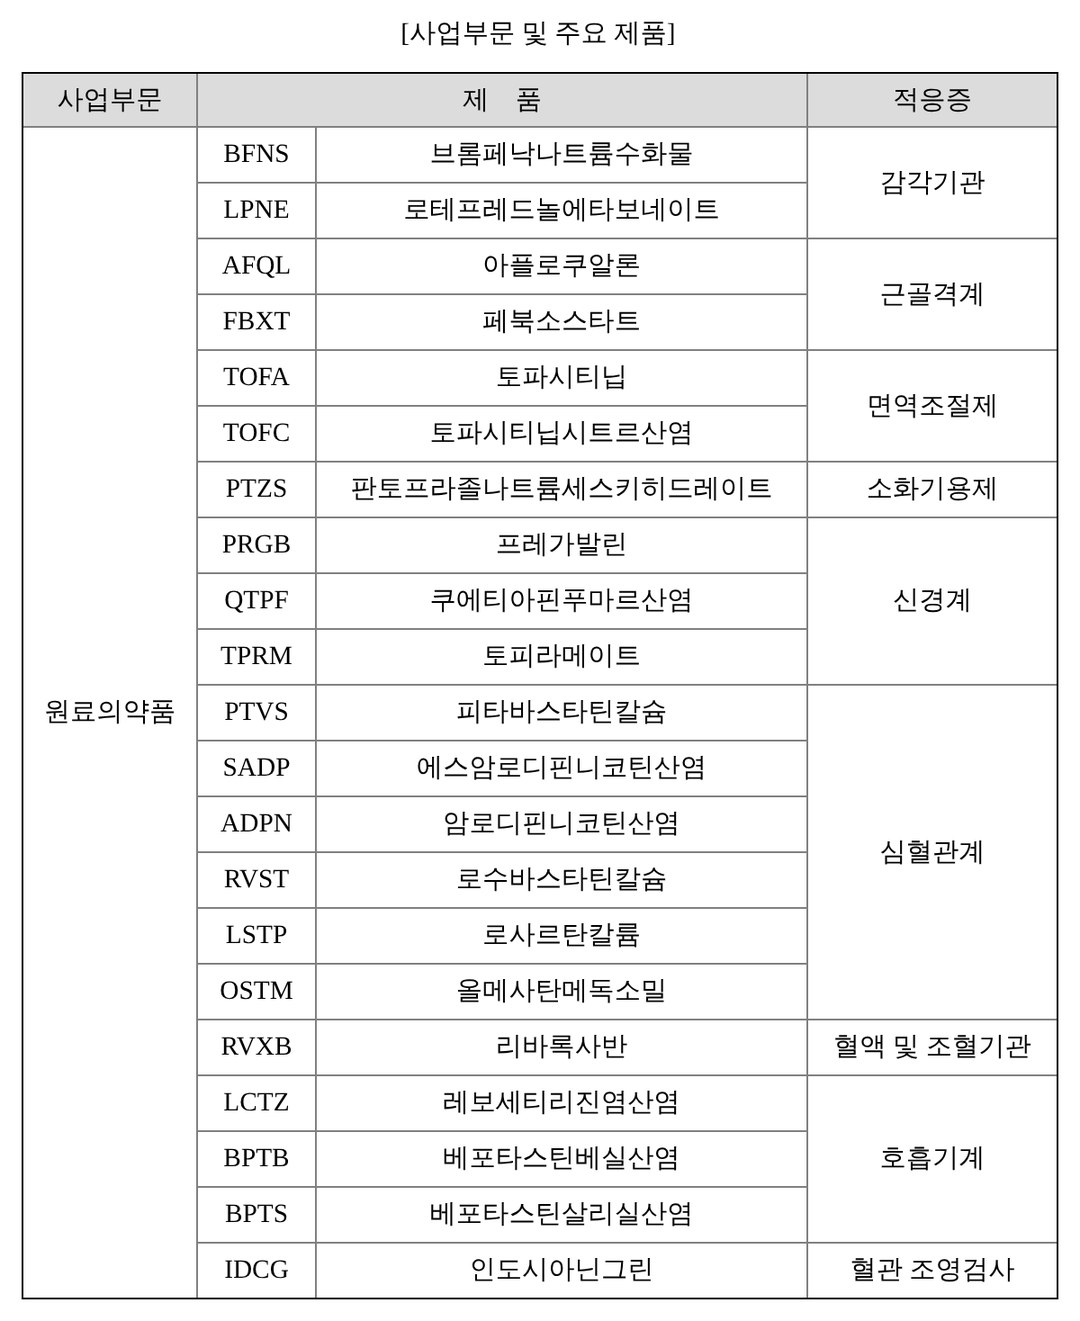 [사업부문 및 주요 제품]
사업부문 제 품 적응증
원료의약품
BFNS 브롬페낙나트륨수화물 감각기관
LPNE 로테프레드놀에타보네이트
AFQL 아플로쿠알론 근골격계
FBXT 페북소스타트
TOFA 토파시티닙 면역조절제
TOFC 토파시티닙시트르산염
PTZS 판토프라졸나트륨세스키히드레이트 소화기용제
PRGB 프레가발린 신경계
QTPF 쿠에티아핀푸마르산염
TPRM 토피라메이트
PTVS 피타바스타틴칼슘 심혈관계
SADP 에스암로디핀니코틴산염
ADPN 암로디핀니코틴산염
RVST 로수바스타틴칼슘
LSTP 로사르탄칼륨
OSTM 올메사탄메독소밀
RVXB 리바록사반 혈액 및 조혈기관
LCTZ 레보세티리진염산염 호흡기계
BPTB 베포타스틴베실산염
BPTS 베포타스틴살리실산염
IDCG 인도시아닌그린 혈관 조영검사